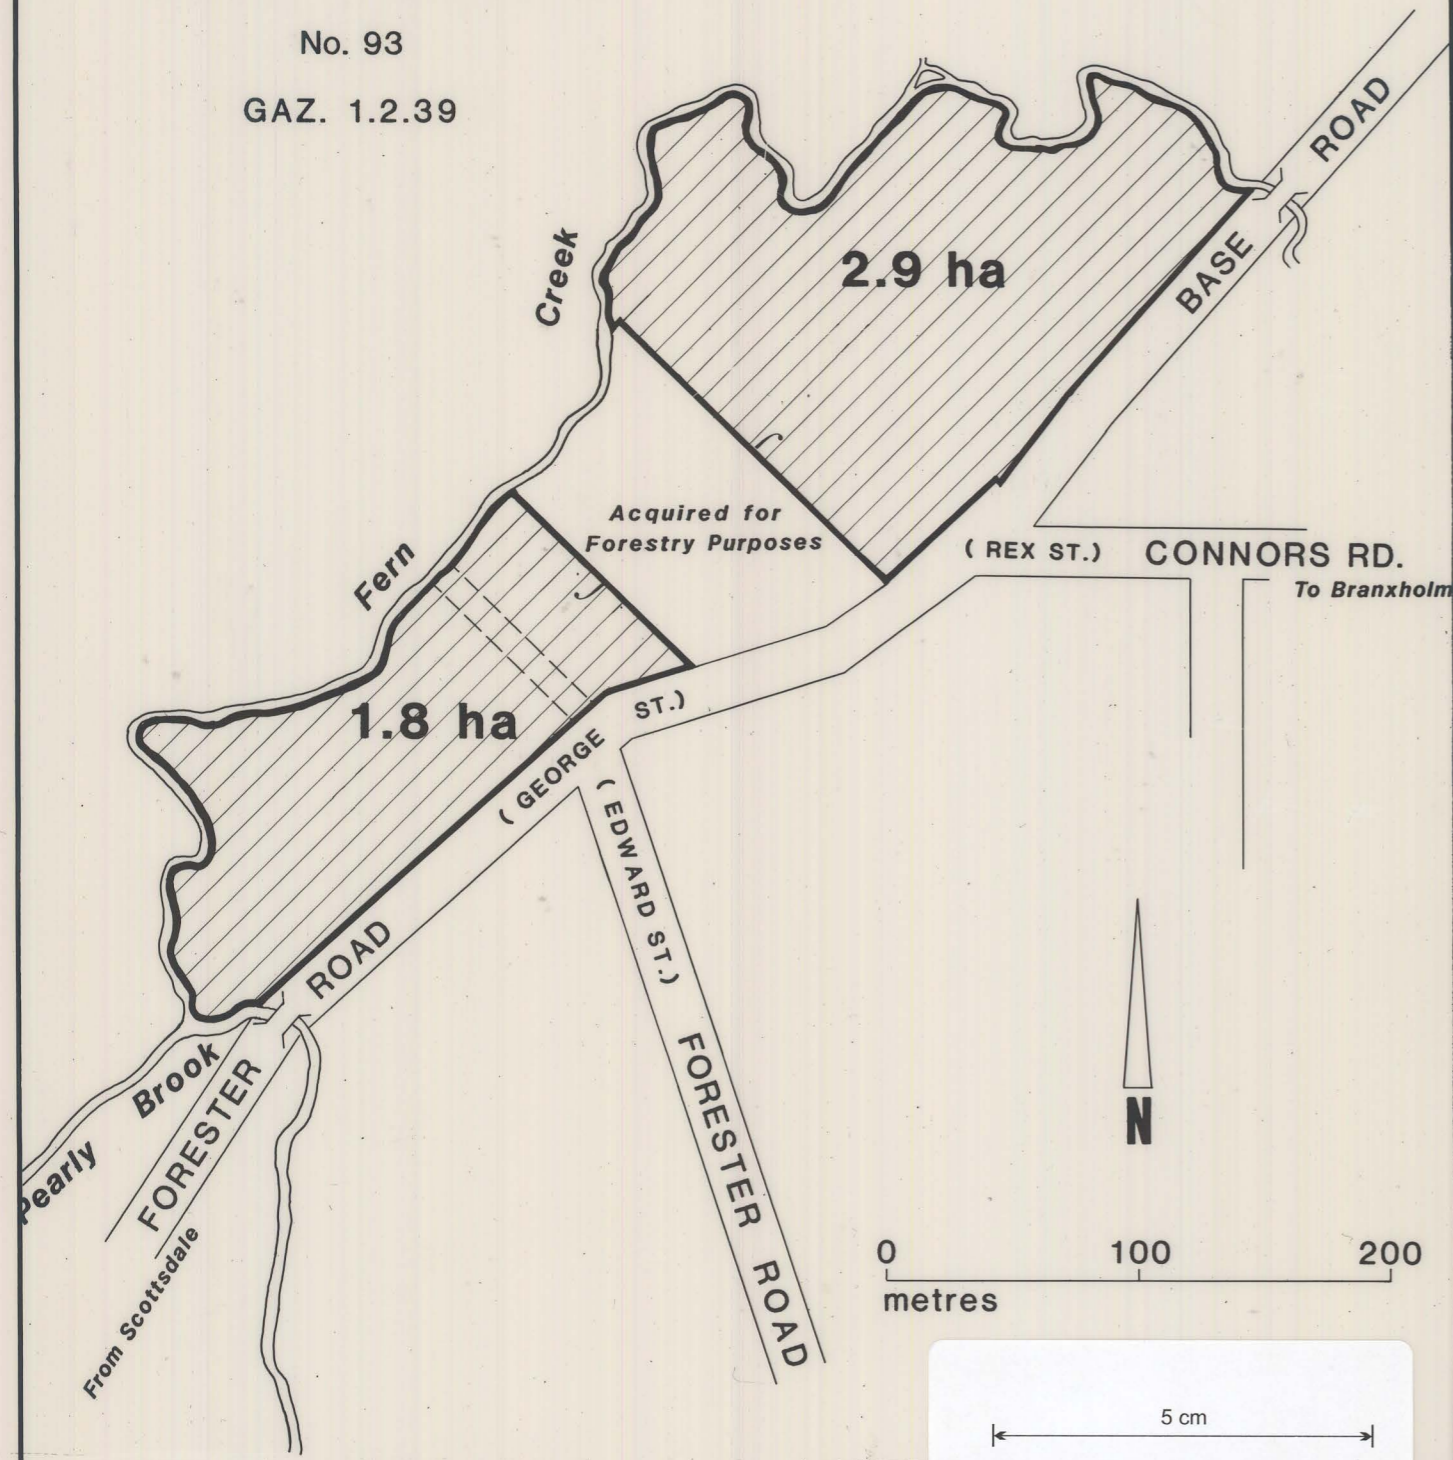 No. 93
GAZ. 1.2.39
ROAD
Creek
2.9 ha
BASE
Acquired for
Forestry Purposes
( REX ST.)
CONNORS RD.
To Branxholm
Fern
1.8 ha
( GEORGE ST.)
( EDWARD ST.)
ROAD
FORESTER ROAD
Brook
Pearly
FORESTER
From Scottsdale
N
0 100 200
metres
5 cm